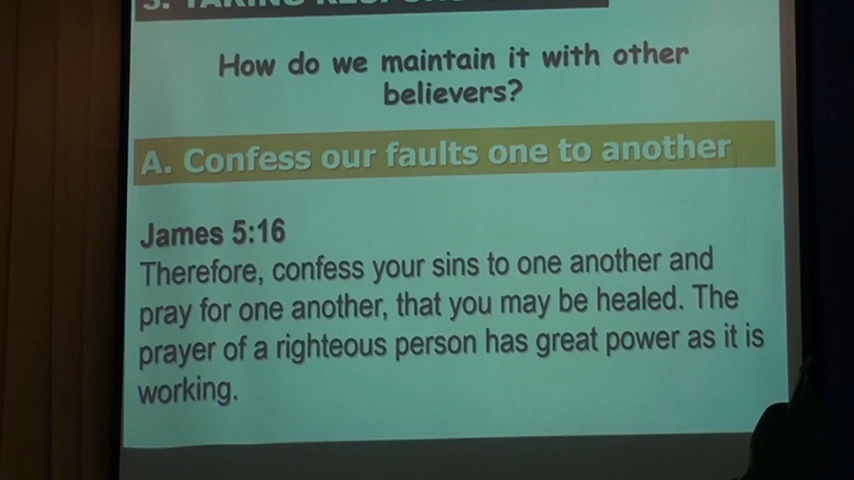 3. TAKING
How do we maintain it with other
believers?
A. Confess our faults one to another
James 5:16
Therefore, confess your sins to one another and
pray for one another, that you may be healed. The
prayer of a righteous person has great power as it is
working.